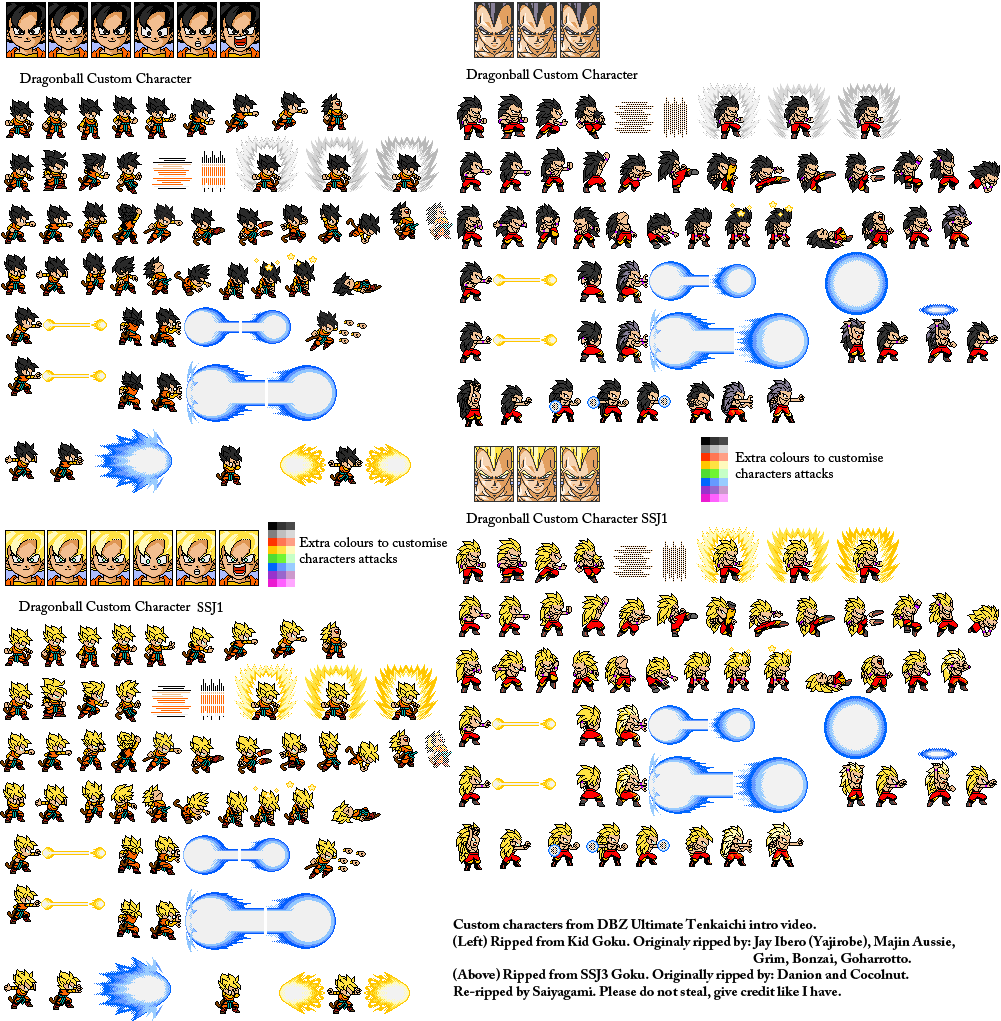 Dragonball Custom Character
Dragonball Custom Character
Extra colours to customise
characters attacks
Dragonball Custom Character SSJ1
Extra colours to customise
characters attacks
Dragonball Custom Character SSJ1
Custom characters from DBZ Ultimate Tenkaichi intro video.
(Left) Ripped from Kid Goku. Originaly ripped by: Jay Ibero (Yajirobe), Majin Aussie,
Grim, Bonzai, Goharrotto.
(Above) Ripped from SSJ3 Goku. Originally ripped by: Danion and Cocolnut.
Re-ripped by Saiyagami. Please do not steal, give credit like I have.